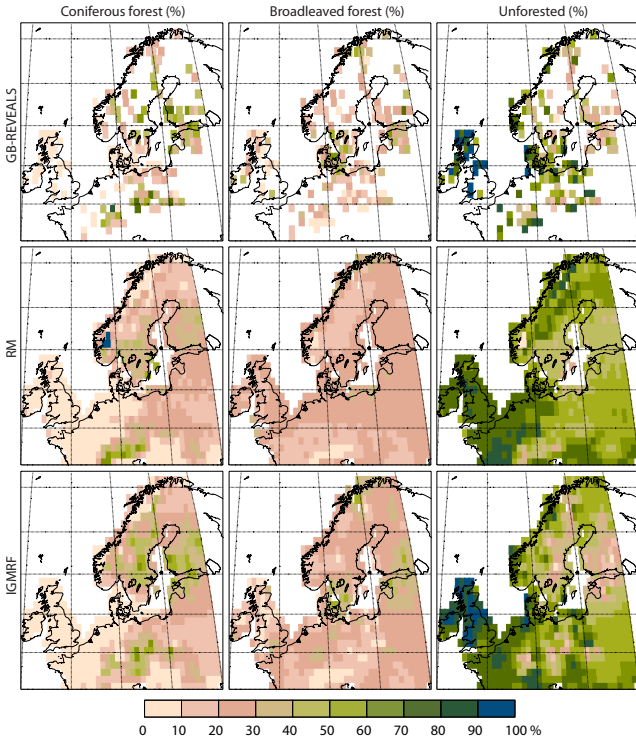 Coniferous forest (%) Broadleaved forest (%) Unforested (%)
GB-REVEALS
RM
IGMRF
0 10 20 30 40 50 60 70 80 90 100 %